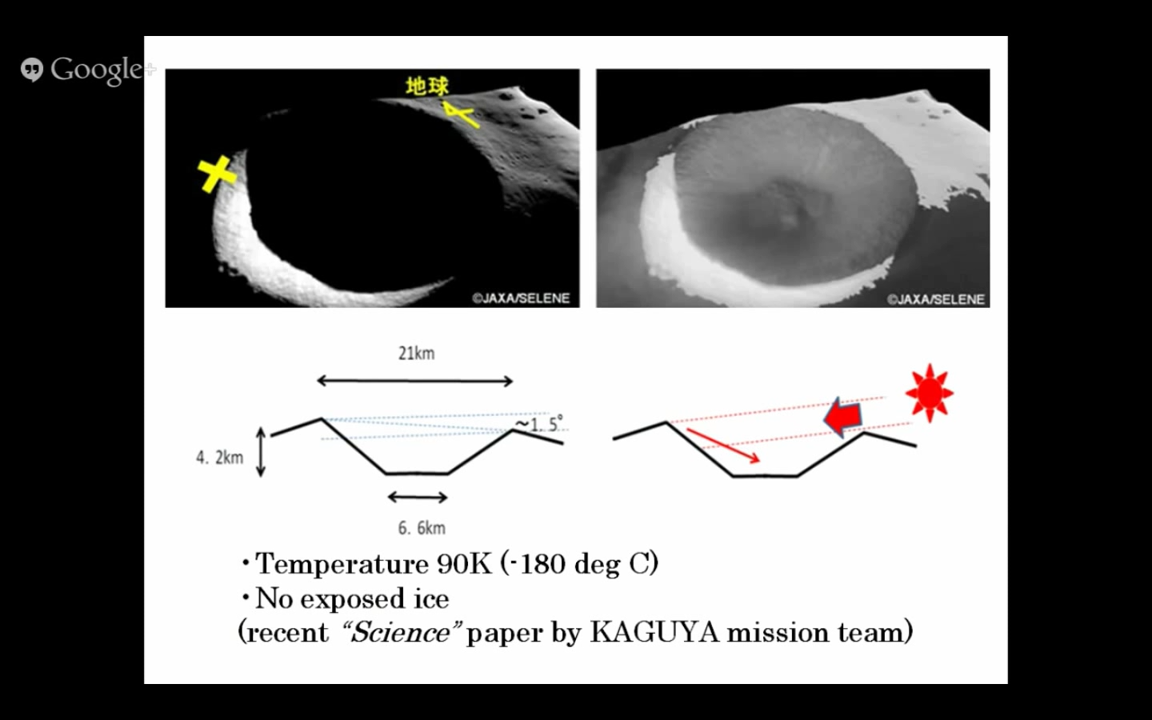 Google+
地球
©JAXA/SELENE
©JAXA/SELENE
21km
~1.5°
4.2km
6.6km
・Temperature 90K (-180 deg C)
・No exposed ice
(recent “Science” paper by KAGUYA mission team)